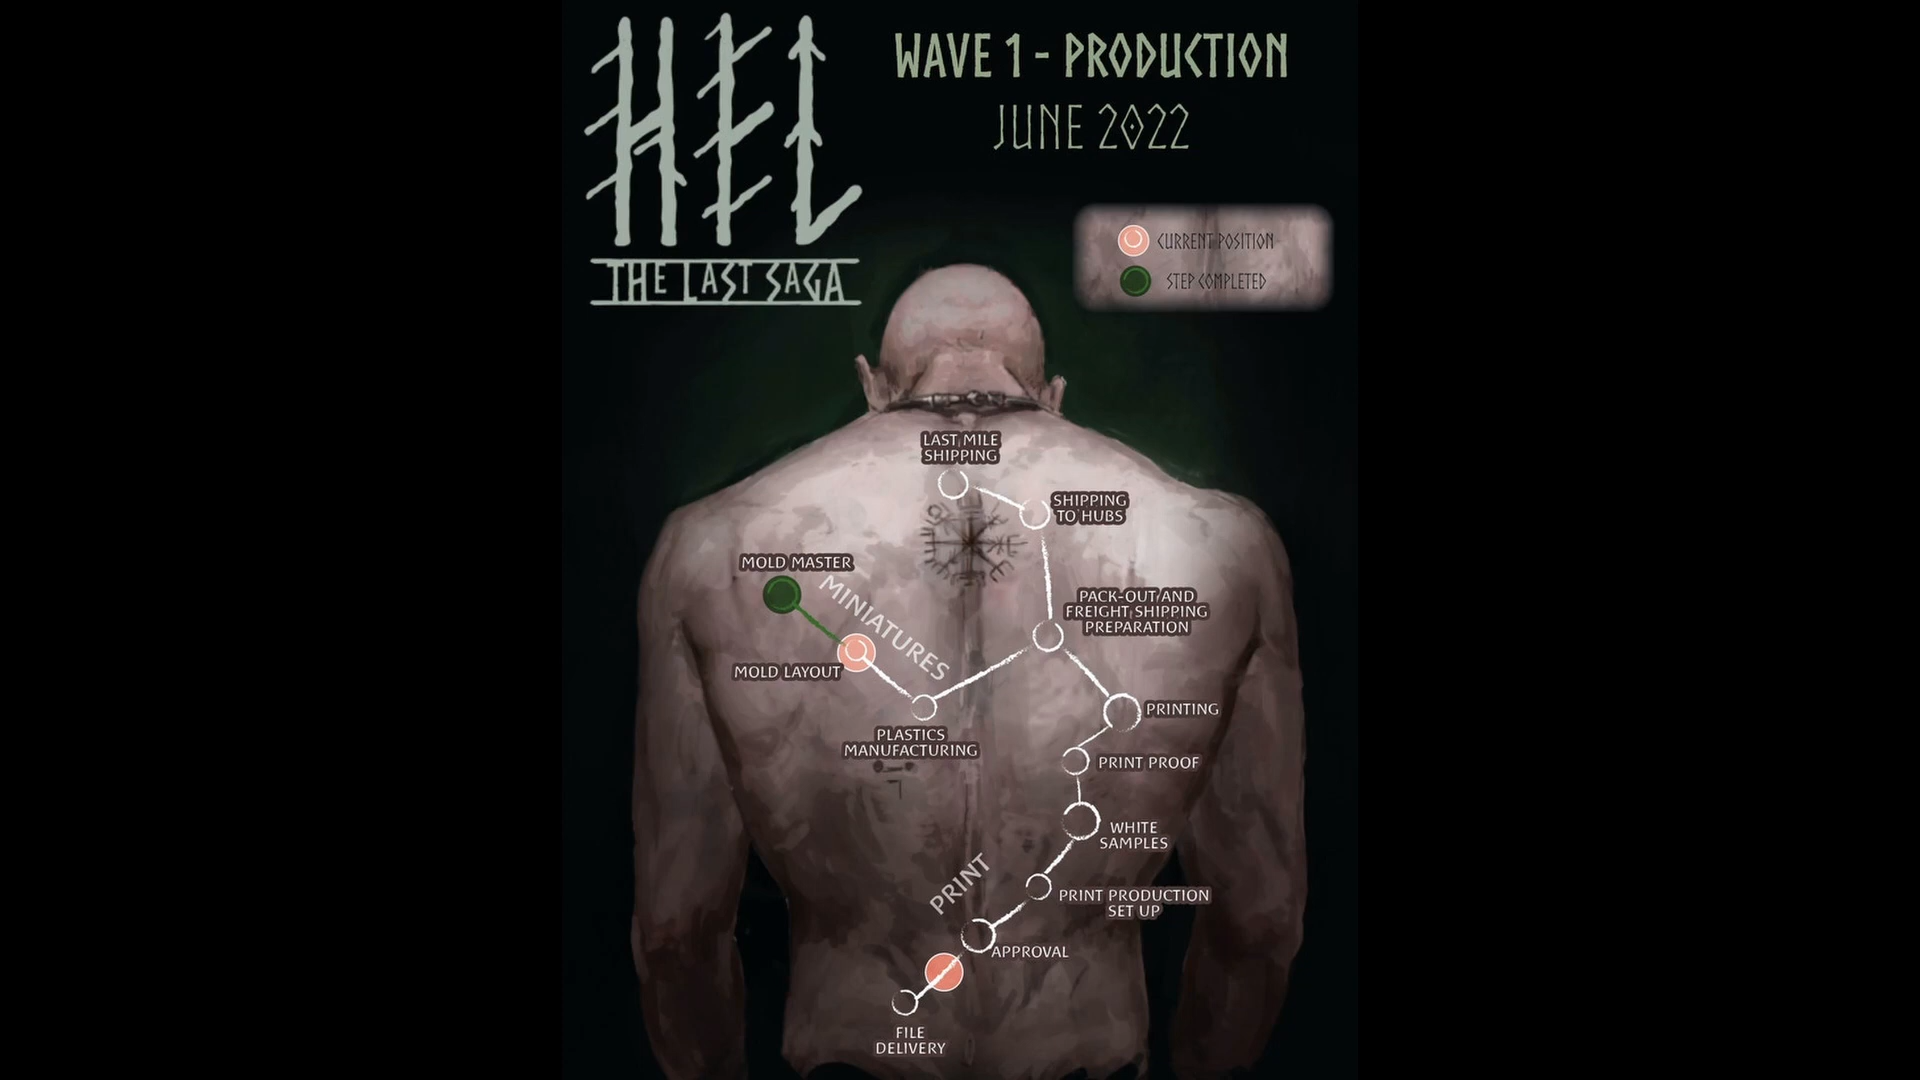 HEL
THE LAST SAGA
WAVE 1 - PRODUCTION
JUNE 2022
CURRENT POSITION
STEP COMPLETED
LAST MILE
SHIPPING
SHIPPING
TO HUBS
MOLD MASTER
MINIATURES
MOLD LAYOUT
PACK-OUT AND
FREIGHT SHIPPING
PREPARATION
PLASTICS
MANUFACTURING
PRINTING
PRINT PROOF
WHITE
SAMPLES
PRINT
PRINT PRODUCTION
SET UP
APPROVAL
FILE
DELIVERY